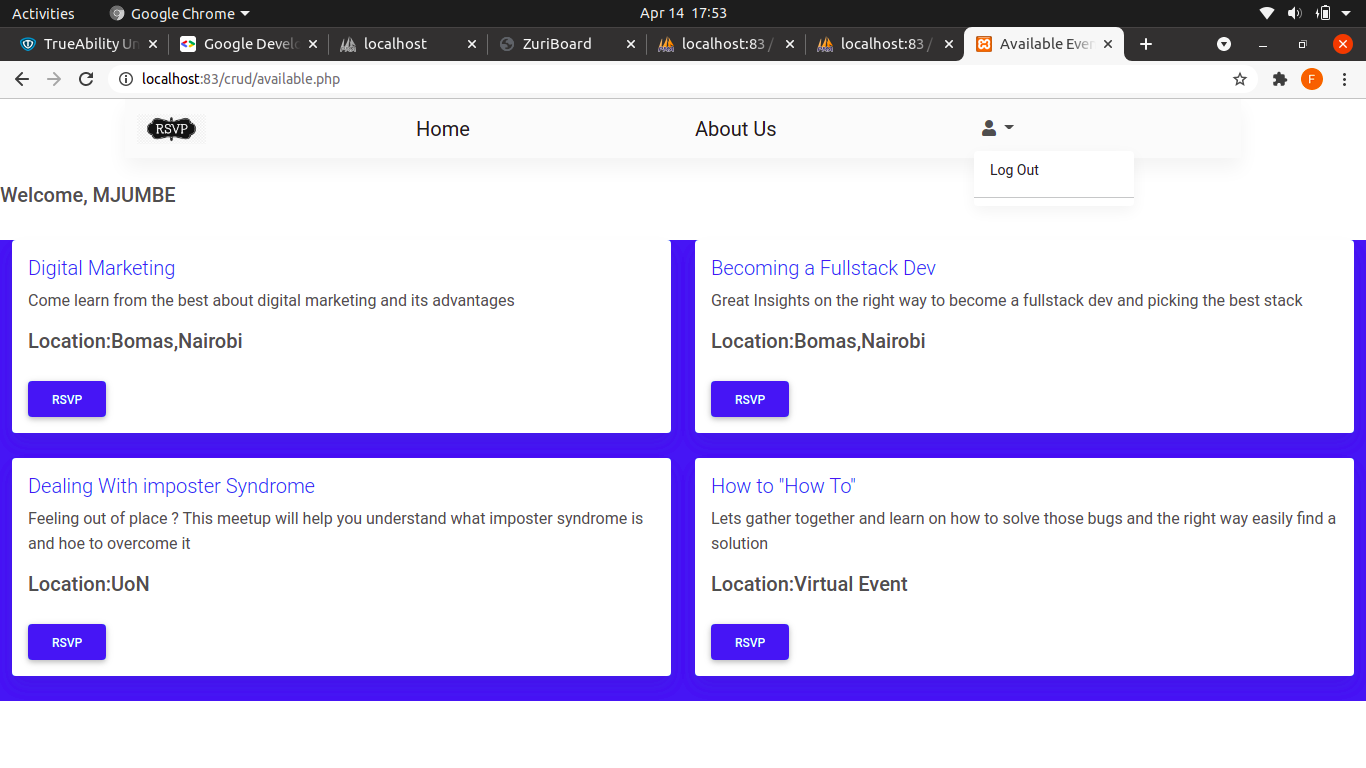 Activities
Google Chrome
Apr 14 17:53
TrueAbility Un
Google Develo
localhost
ZuriBoard
localhost:83 /
localhost:83 /
Available Even
localhost:83/crud/available.php
F
RSVP
Home
About Us
Log Out
Welcome, MJUMBE
Digital Marketing
Come learn from the best about digital marketing and its advantages
Location:Bomas,Nairobi
RSVP
Becoming a Fullstack Dev
Great Insights on the right way to become a fullstack dev and picking the best stack
Location:Bomas,Nairobi
RSVP
Dealing With imposter Syndrome
Feeling out of place ? This meetup will help you understand what imposter syndrome is
and hoe to overcome it
Location:UoN
RSVP
How to "How To"
Lets gather together and learn on how to solve those bugs and the right way easily find a
solution
Location:Virtual Event
RSVP